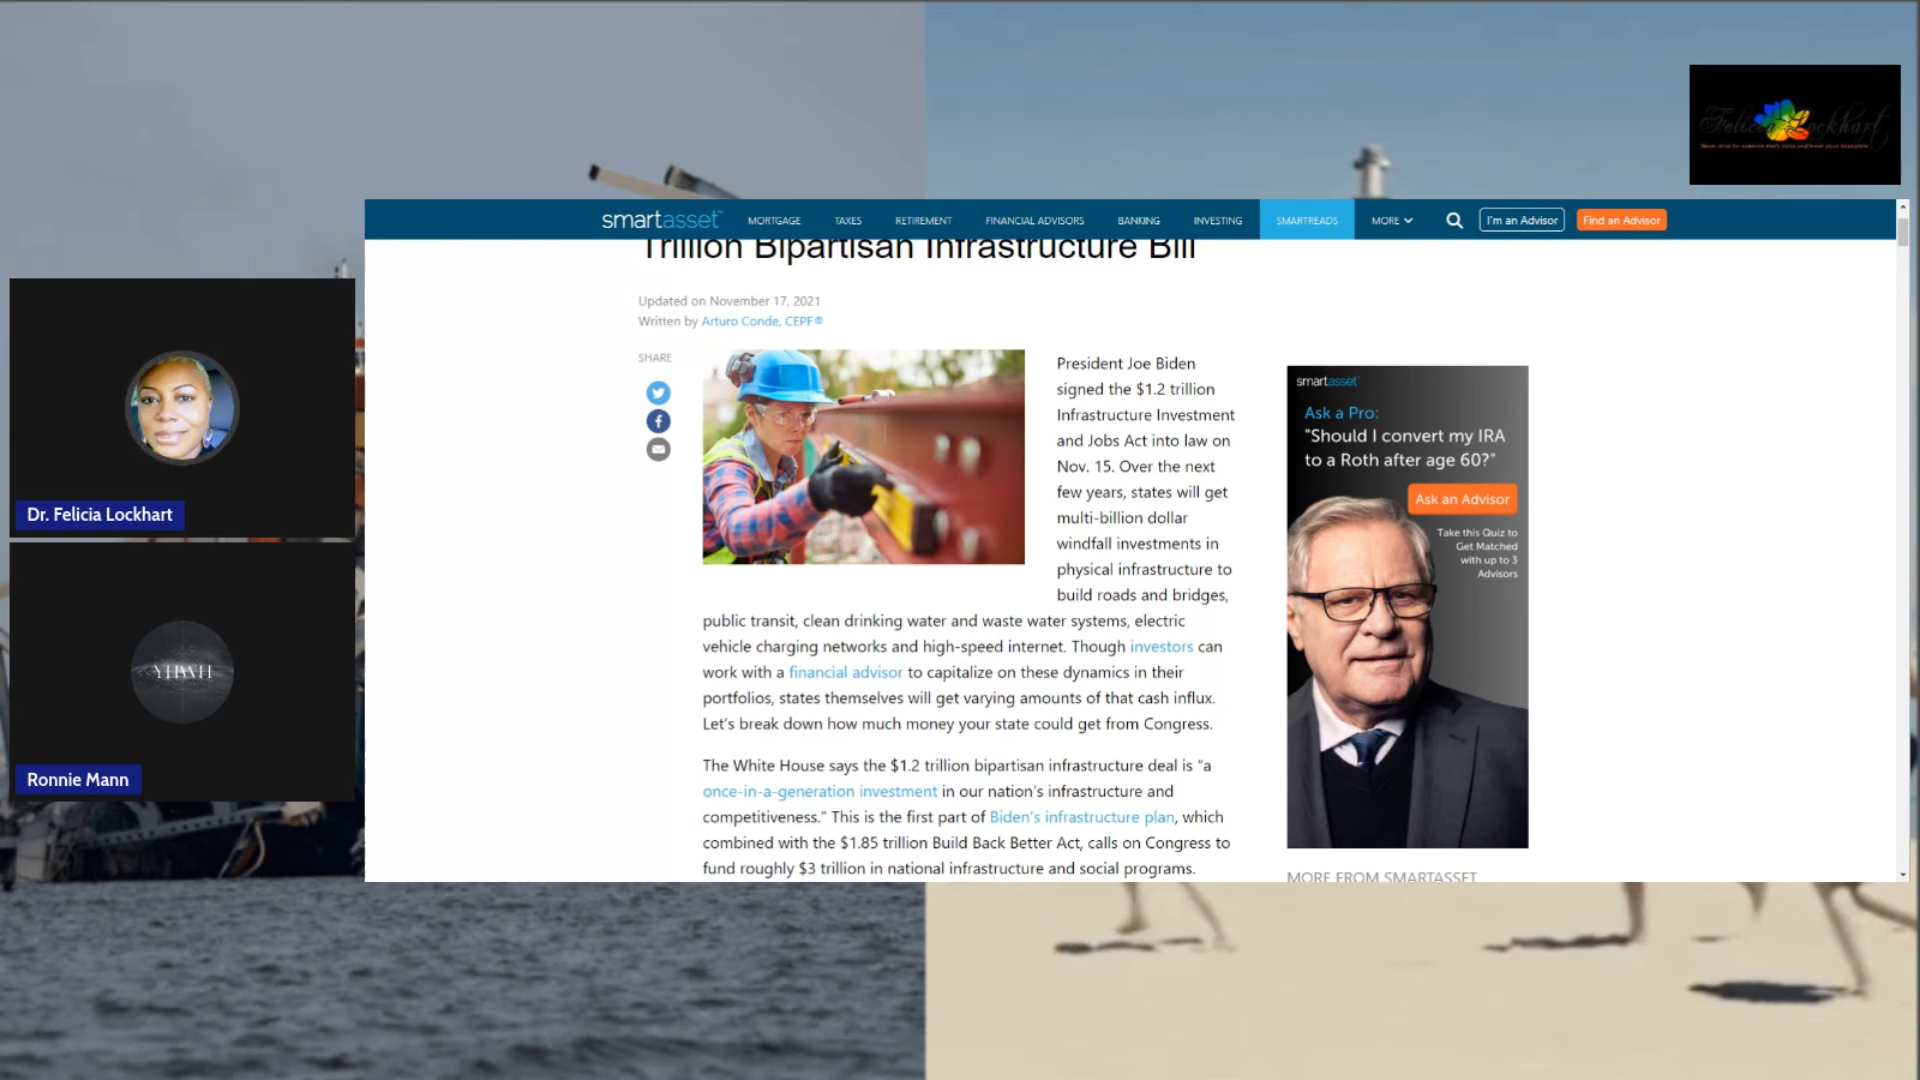 Felicia Lockhart
smartasset
MORTGAGE
TAXES
RETIREMENT
FINANCIAL ADVISORS
BANKING
INVESTING
SMARTREADS
MORE
I'm an Advisor
Find an Advisor
Trillion Bipartisan Infrastructure Bill
Updated on November 17, 2021
Written by Arturo Conde, CEPF®
SHARE
President Joe Biden
signed the $1.2 trillion
Infrastructure Investment
and Jobs Act into law on
Nov. 15. Over the next
few years, states will get
multi-billion dollar
windfall investments in
physical infrastructure to
build roads and bridges,
public transit, clean drinking water and waste water systems, electric
vehicle charging networks and high-speed internet. Though investors can
work with a financial advisor to capitalize on these dynamics in their
portfolios, states themselves will get varying amounts of that cash influx.
Let's break down how much money your state could get from Congress.
The White House says the $1.2 trillion bipartisan infrastructure deal is “a
once-in-a-generation investment in our nation's infrastructure and
competitiveness.” This is the first part of Biden's infrastructure plan, which
combined with the $1.85 trillion Build Back Better Act, calls on Congress to
fund roughly $3 trillion in national infrastructure and social programs.
smartasset
Ask a Pro:
"Should I convert my IRA
to a Roth after age 60?"
Ask an Advisor
Take this Quiz to
Get Matched
with up to 3
Advisors
MORE FROM SMARTASSET
Dr. Felicia Lockhart
YHWH
Ronnie Mann